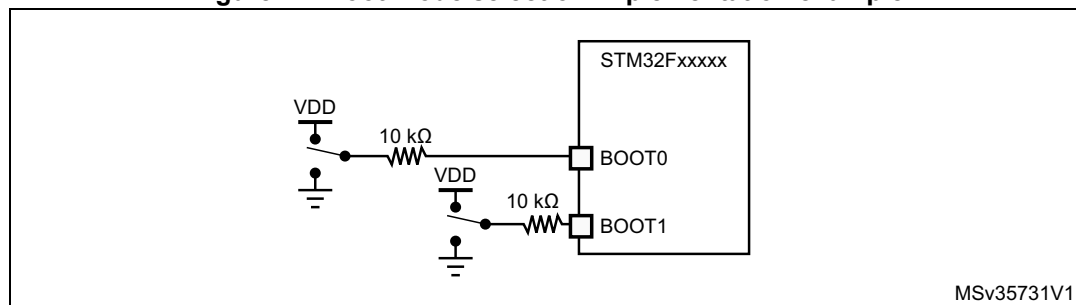 STM32Fxxxxx
VDD
10 kΩ
BOOT0
VDD
10 kΩ
BOOT1
MSv35731V1